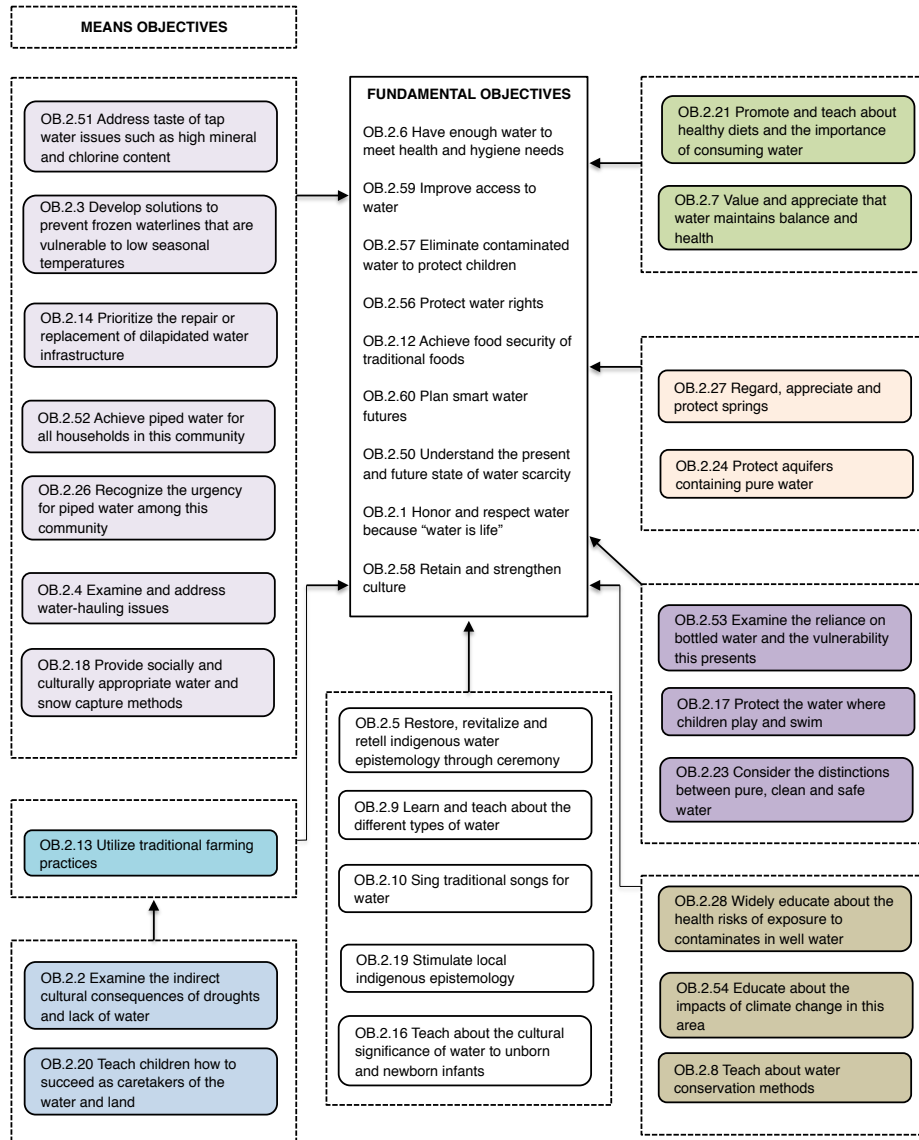 MEANS OBJECTIVES
OB.2.51 Address taste of tap
water issues such as high mineral
and chlorine content
OB.2.3 Develop solutions to
prevent frozen waterlines that are
vulnerable to low seasonal
temperatures
OB.2.14 Prioritize the repair or
replacement of dilapidated water
infrastructure
OB.2.52 Achieve piped water for
all households in this community
OB.2.26 Recognize the urgency
for piped water among this
community
OB.2.4 Examine and address
water-hauling issues
OB.2.18 Provide socially and
culturally appropriate water and
snow capture methods
OB.2.13 Utilize traditional farming
practices
OB.2.2 Examine the indirect
cultural consequences of droughts
and lack of water
OB.2.20 Teach children how to
succeed as caretakers of the
water and land
FUNDAMENTAL OBJECTIVES
OB.2.6 Have enough water to
meet health and hygiene needs
OB.2.59 Improve access to
water
OB.2.57 Eliminate contaminated
water to protect children
OB.2.56 Protect water rights
OB.2.12 Achieve food security of
traditional foods
OB.2.60 Plan smart water
futures
OB.2.50 Understand the present
and future state of water scarcity
OB.2.1 Honor and respect water
because “water is life”
OB.2.58 Retain and strengthen
culture
OB.2.5 Restore, revitalize and
retell indigenous water
epistemology through ceremony
OB.2.9 Learn and teach about the
different types of water
OB.2.10 Sing traditional songs for
water
OB.2.19 Stimulate local
indigenous epistemology
OB.2.16 Teach about the cultural
significance of water to unborn
and newborn infants
OB.2.21 Promote and teach about
healthy diets and the importance
of consuming water
OB.2.7 Value and appreciate that
water maintains balance and
health
OB.2.27 Regard, appreciate and
protect springs
OB.2.24 Protect aquifers
containing pure water
OB.2.53 Examine the reliance on
bottled water and the vulnerability
this presents
OB.2.17 Protect the water where
children play and swim
OB.2.23 Consider the distinctions
between pure, clean and safe
water
OB.2.28 Widely educate about the
health risks of exposure to
contaminates in well water
OB.2.54 Educate about the
impacts of climate change in this
area
OB.2.8 Teach about water
conservation methods